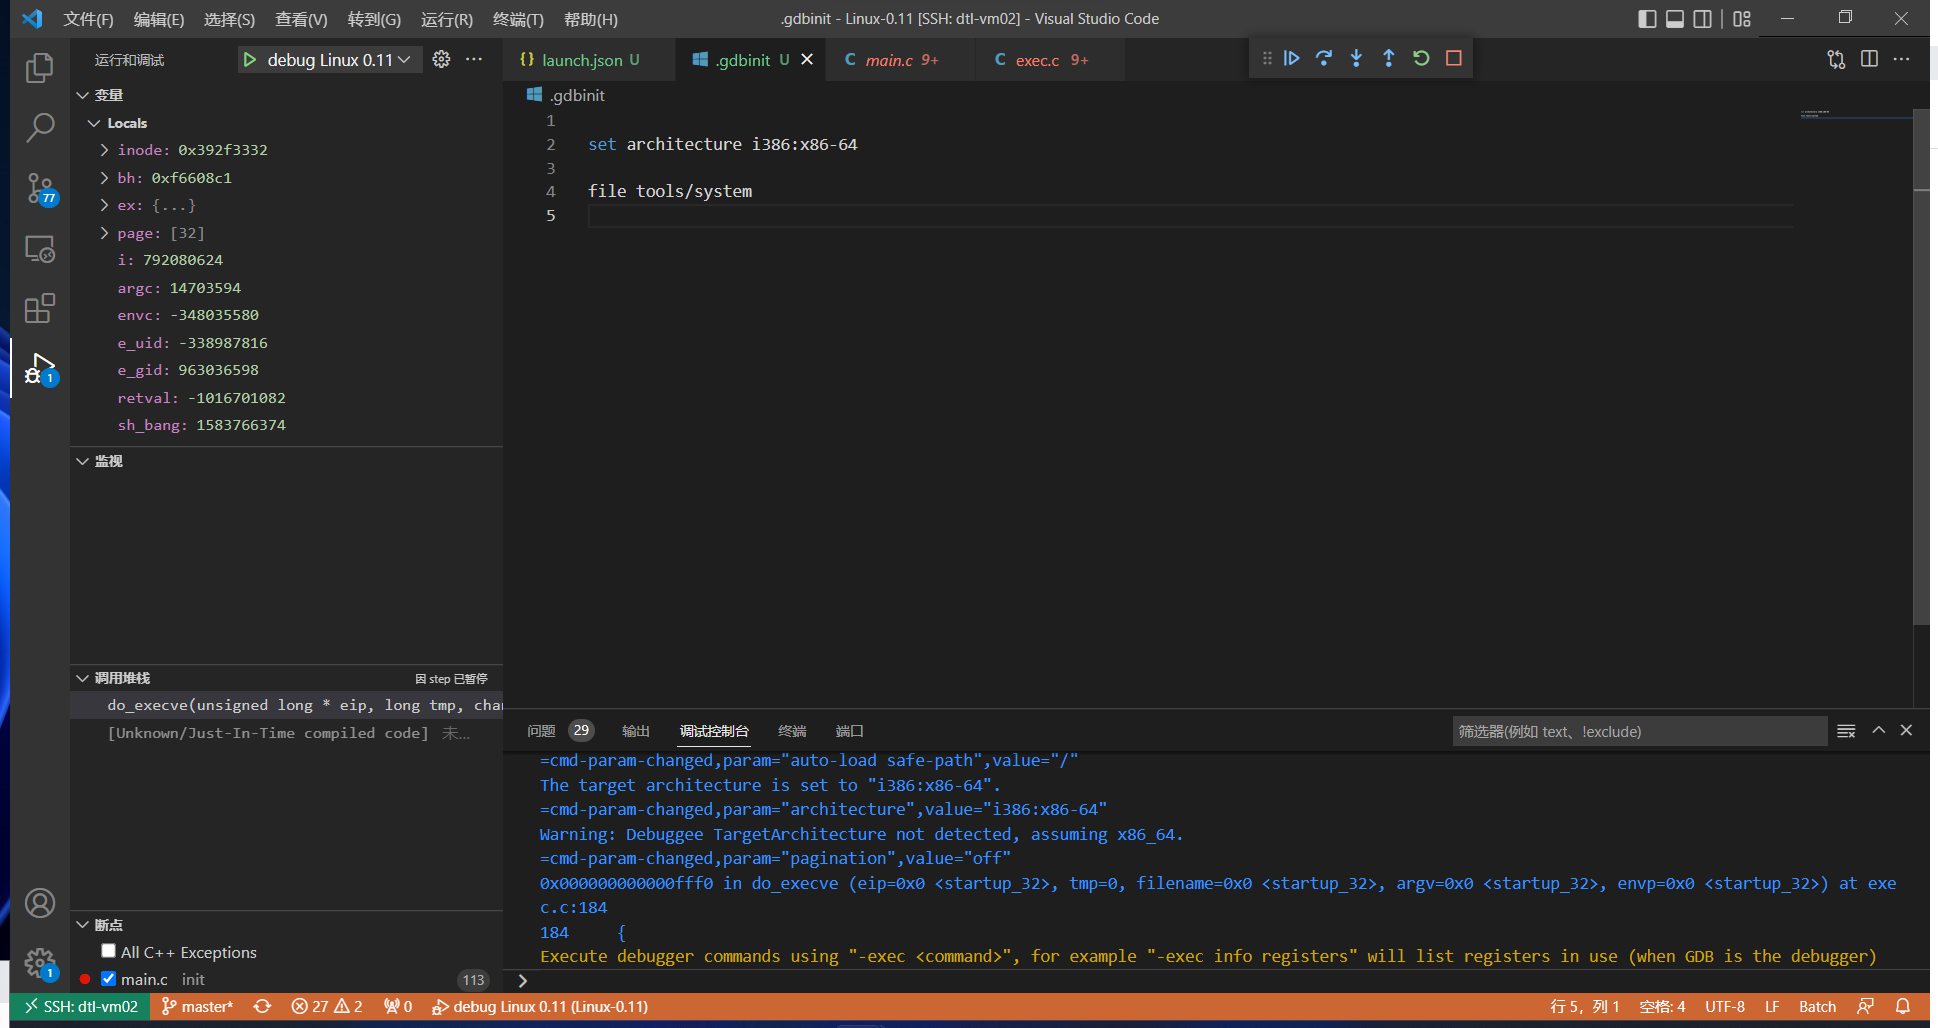 文件(F) 编辑(E) 选择(S) 查看(V) 转到(G) 运行(R) 终端(T) 帮助(H)
.gdbinit - Linux-0.11 [SSH: dtl-vm02] - Visual Studio Code
运行和调试
debug Linux 0.11
launch.json U
.gdbinit U
main.c 9+
exec.c 9+
.gdbinit
变量
Locals
inode: 0x392f3332
bh: 0xf6608c1
ex: {...}
page: [32]
i: 792080624
argc: 14703594
envc: -348035580
e_uid: -338987816
e_gid: 963036598
retval: -1016701082
sh_bang: 1583766374
监视
调用堆栈
因 step 已暂停
do_execve(unsigned long * eip, long tmp, cha
[Unknown/Just-In-Time compiled code] 未...
断点
All C++ Exceptions
main.c init 113
77
1
1
1
2 set architecture i386:x86-64
3
4 file tools/system
5
问题 29 输出 调试控制台 终端 端口
筛选器(例如 text、!exclude)
=cmd-param-changed,param="auto-load safe-path",value="/"
The target architecture is set to "i386:x86-64".
=cmd-param-changed,param="architecture",value="i386:x86-64"
Warning: Debuggee TargetArchitecture not detected, assuming x86_64.
=cmd-param-changed,param="pagination",value="off"
0x000000000000fff0 in do_execve (eip=0x0 <startup_32>, tmp=0, filename=0x0 <startup_32>, argv=0x0 <startup_32>, envp=0x0 <startup_32>) at exe
c.c:184
184 {
Execute debugger commands using "-exec <command>", for example "-exec info registers" will list registers in use (when GDB is the debugger)
SSH: dtl-vm02 master* 27 2 0 debug Linux 0.11 (Linux-0.11)
行 5，列 1 空格: 4 UTF-8 LF Batch